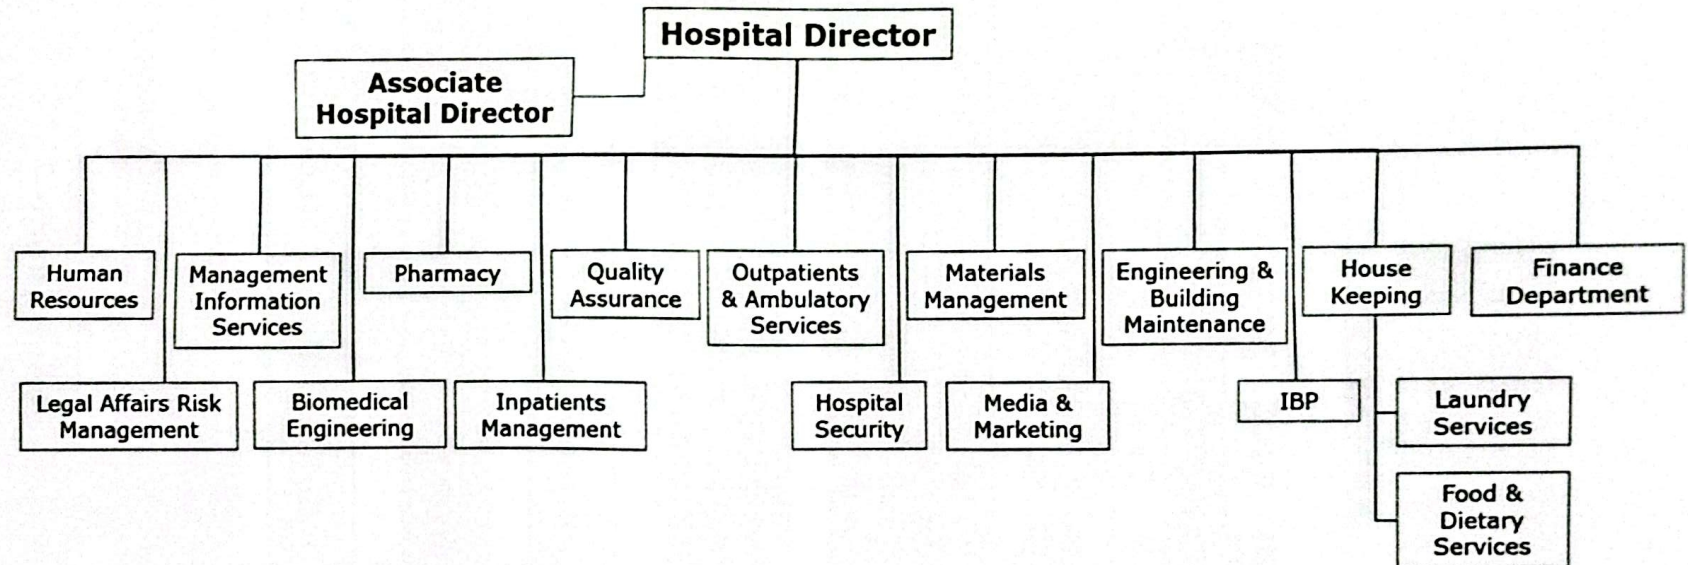 Hospital Director
Associate
Hospital Director
Human
Resources
Management
Information
Services
Pharmacy
Quality
Assurance
Outpatients
& Ambulatory
Services
Materials
Management
Engineering &
Building
Maintenance
House
Keeping
Finance
Department
Legal Affairs Risk
Management
Biomedical
Engineering
Inpatients
Management
Hospital
Security
Media &
Marketing
IBP
Laundry
Services
Food &
Dietary
Services